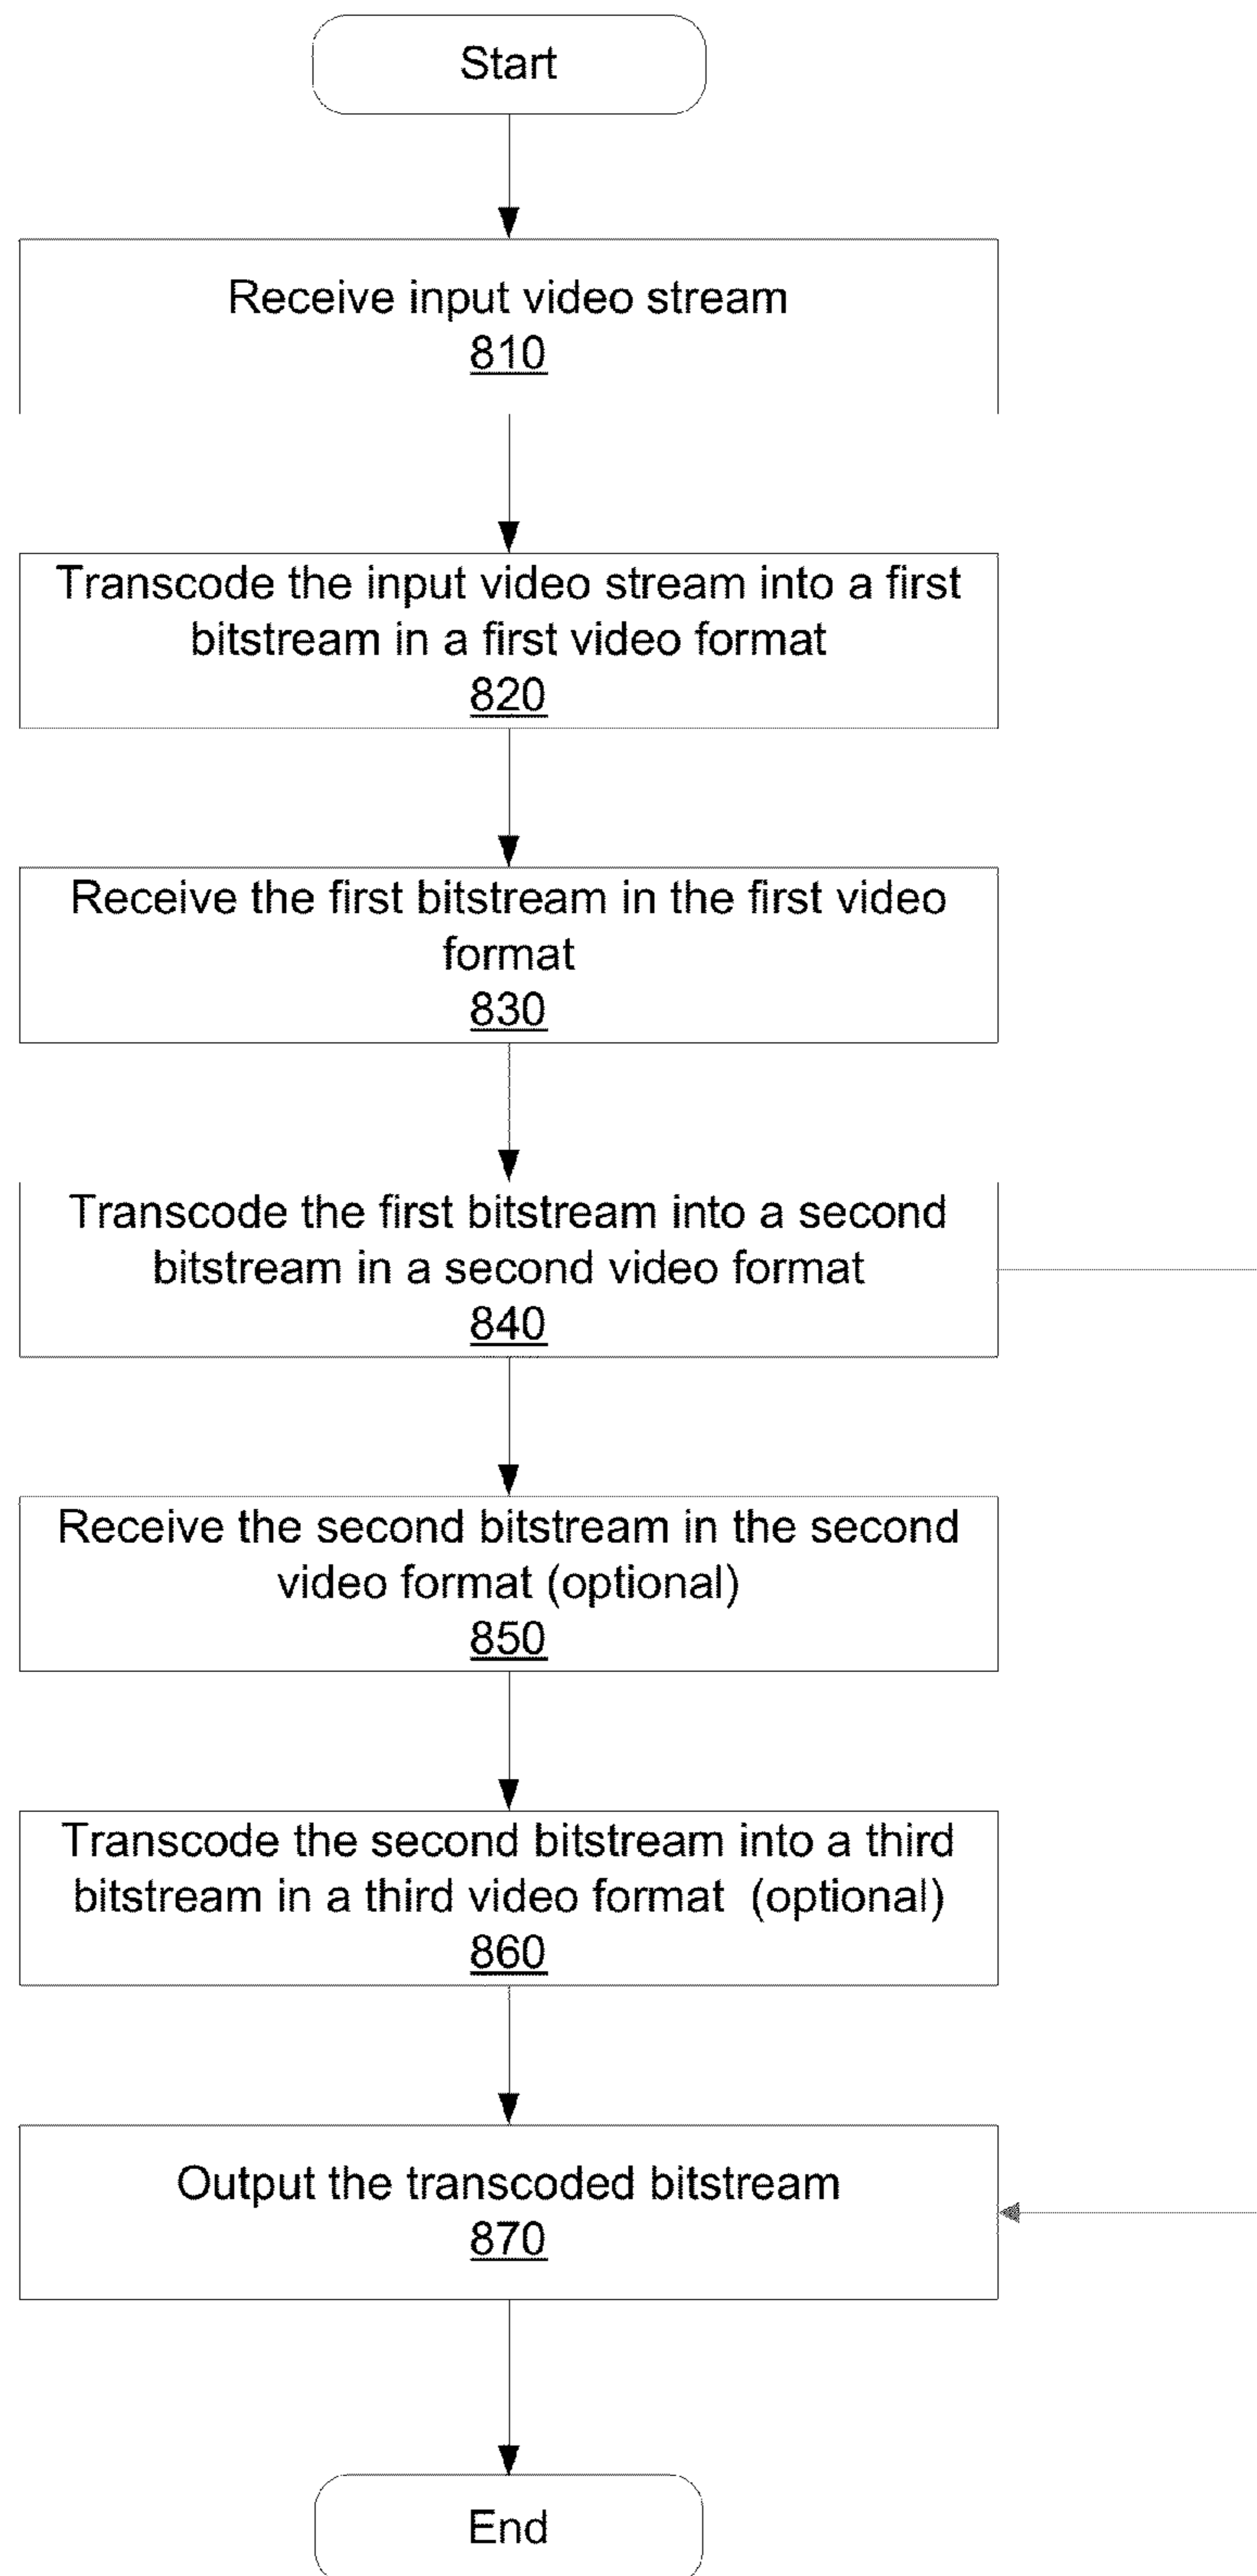 Start
Receive input video stream
810
Transcode the input video stream into a first
bitstream in a first video format
820
Receive the first bitstream in the first video
format
830
Transcode the first bitstream into a second
bitstream in a second video format
840
Receive the second bitstream in the second
video format (optional)
850
Transcode the second bitstream into a third
bitstream in a third video format (optional)
860
Output the transcoded bitstream
870
End